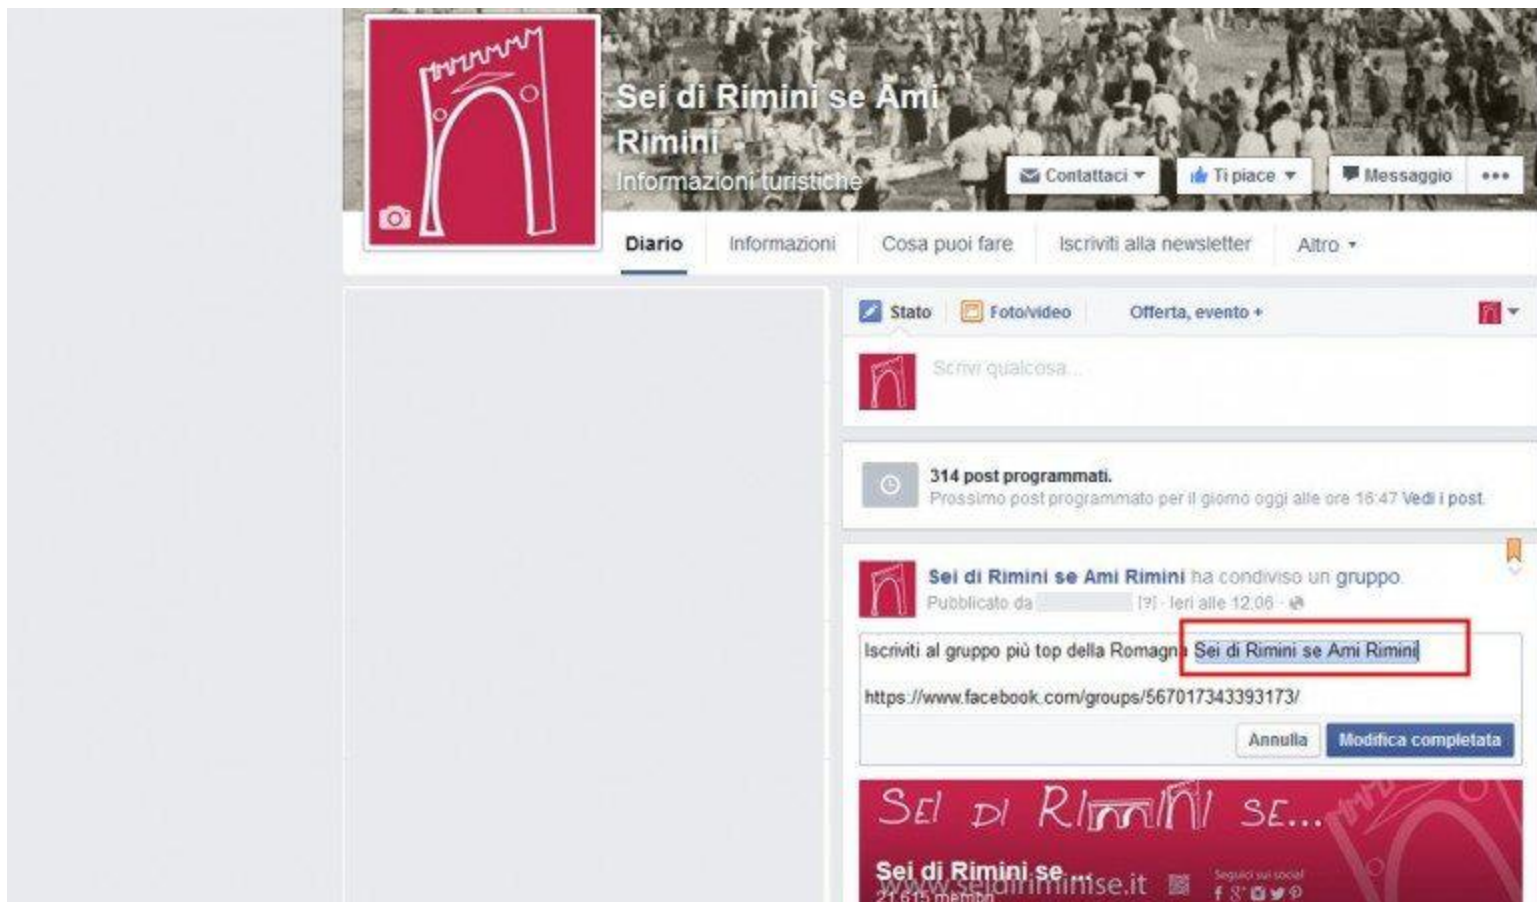 Sei di Rimini se Ami
Rimini
Informazioni turistiche
Contattaci
Ti piace
Messaggio
Diario
Informazioni
Cosa puoi fare
Iscriviti alla newsletter
Altro
Stato
Foto/video
Offerta, evento +
Scrivi qualcosa...
314 post programmati.
Prossimo post programmato per il giorno oggi alle ore 16:47 Vedi i post.
Sei di Rimini se Ami Rimini ha condiviso un gruppo.
Pubblicato da [?] · Ieri alle 12.06 ·
Iscriviti al gruppo più top della Romagna Sei di Rimini se Ami Rimini
https://www.facebook.com/groups/567017343393173/
Annulla Modifica completata
SEI DI RIMINI SE...
Sei di Rimini se ...
www.seidiriminise.it
Seguici sui social
21.615 membri